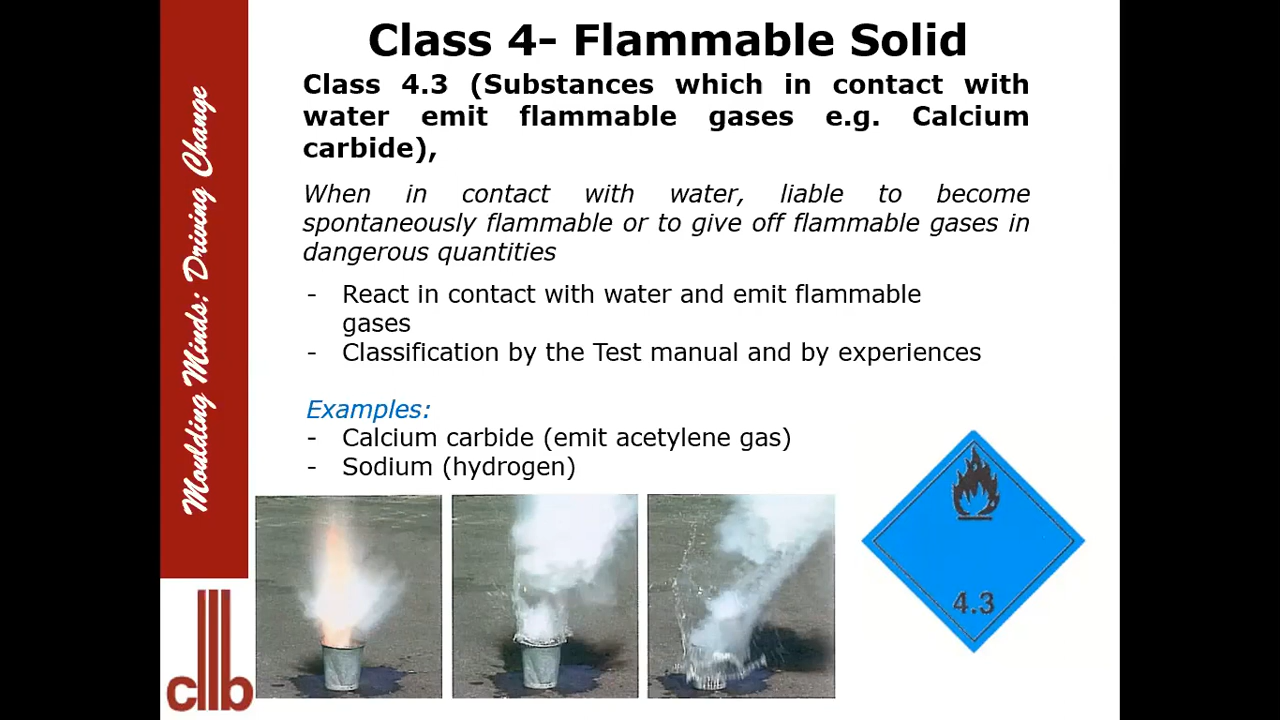 Class 4- Flammable Solid
Class 4.3 (Substances which in contact with
water emit flammable gases e.g. Calcium
carbide),
When in contact with water, liable to become
spontaneously flammable or to give off flammable gases in
dangerous quantities
- React in contact with water and emit flammable
gases
- Classification by the Test manual and by experiences
Examples:
- Calcium carbide (emit acetylene gas)
- Sodium (hydrogen)
4.3
Moulding Minds; Driving Change
cllb